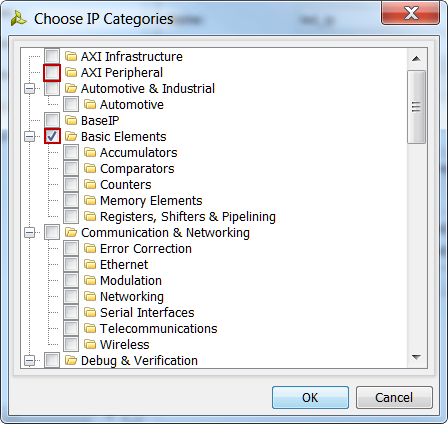 Choose IP Categories
AXI Infrastructure
AXI Peripheral
Automotive & Industrial
Automotive
BaseIP
Basic Elements
Accumulators
Comparators
Counters
Memory Elements
Registers, Shifters & Pipelining
Communication & Networking
Error Correction
Ethernet
Modulation
Networking
Serial Interfaces
Telecommunications
Wireless
Debug & Verification
OK Cancel